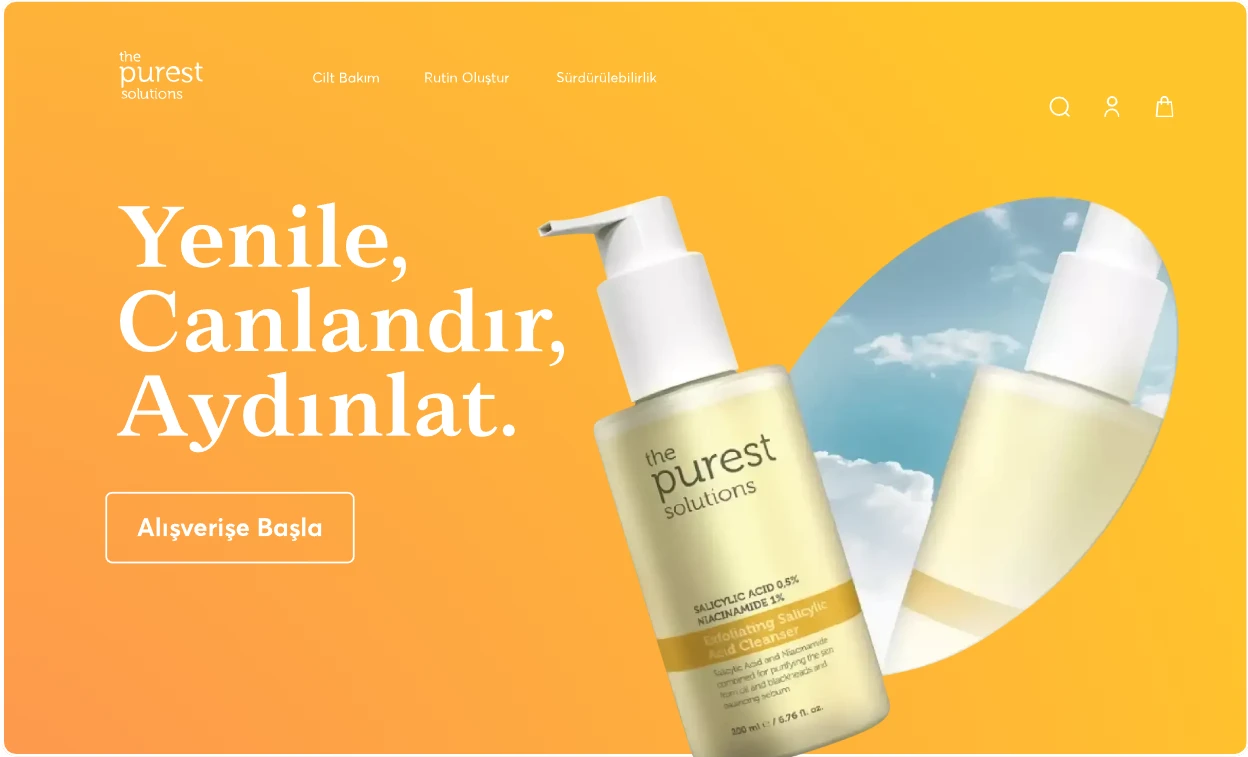 the
purest
solutions
Cilt Bakım
Rutin Oluştur
Sürdürülebilirlik
Yenile,
Canlandır,
Aydınlat.
Alışverişe Başla
the
purest
solutions
SALICYLIC ACID 0,5%
NIACINAMIDE 1%
Exfoliating Salicylic
Acid Cleanser
Salicylic Acid and Niacinamide
combined for purifying the skin
from oil and blackheads and
balancing sebum
200 ml e / 6.76 fl. oz.